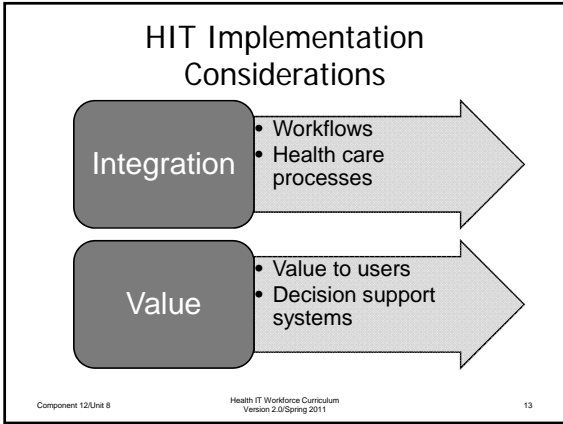 HIT Implementation
Considerations
Integration
• Workflows
• Health care
processes
Value
• Value to users
• Decision support
systems
Component 12/Unit 8
Health IT Workforce Curriculum
Version 2.0/Spring 2011
13